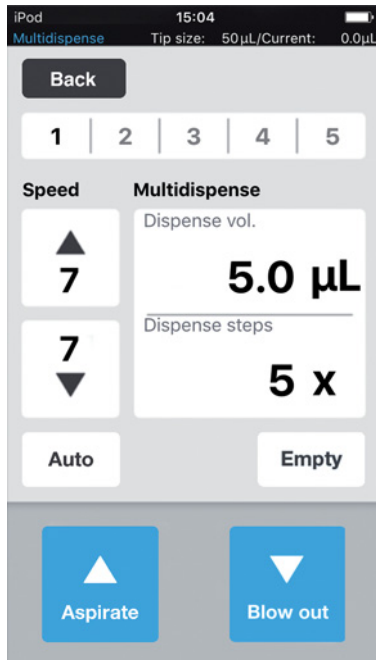 iPod 15:04
Multidispense Tip size: 50µL/Current: 0.0µL
Back
1 2 3 4 5
Speed Multidispense
Dispense vol.
7 5.0 µL
Dispense steps
7
5 x
Auto Empty
Aspirate Blow out